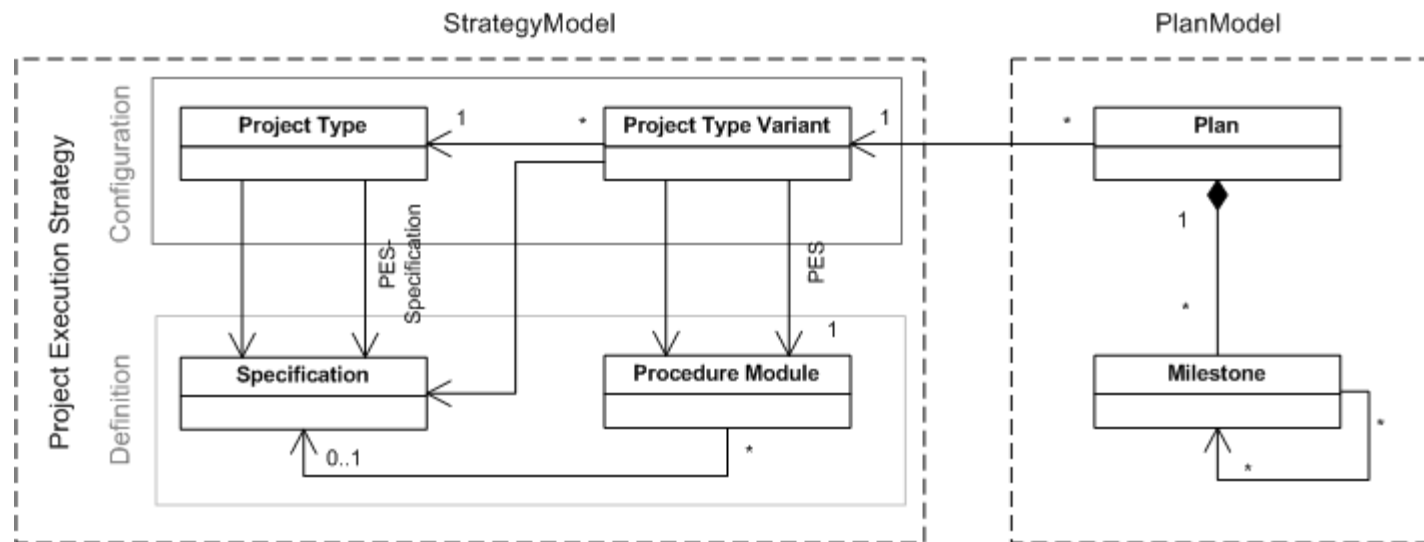 StrategyModel
PlanModel
Project Execution Strategy
Configuration
Project Type
1
*
Project Type Variant
1
*
Plan
PES-
Specification
PES
1
1
*
Definition
Specification
Procedure Module
Milestone
0..1
*
*
*